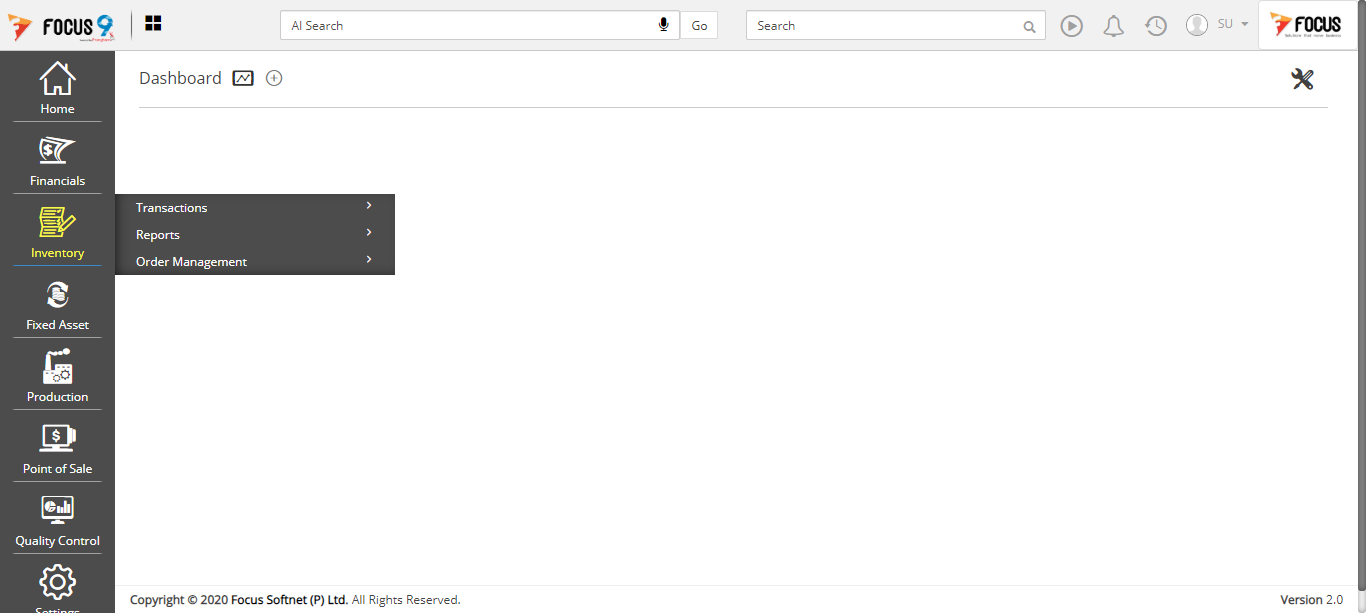 FOCUS 9
AI Search
Go
Search
SU
FOCUS
Home
Financials
Inventory
Fixed Asset
Production
Point of Sale
Quality Control
Settings
Dashboard
Transactions
Reports
Order Management
Copyright © 2020 Focus Softnet (P) Ltd. All Rights Reserved.
Version 2.0